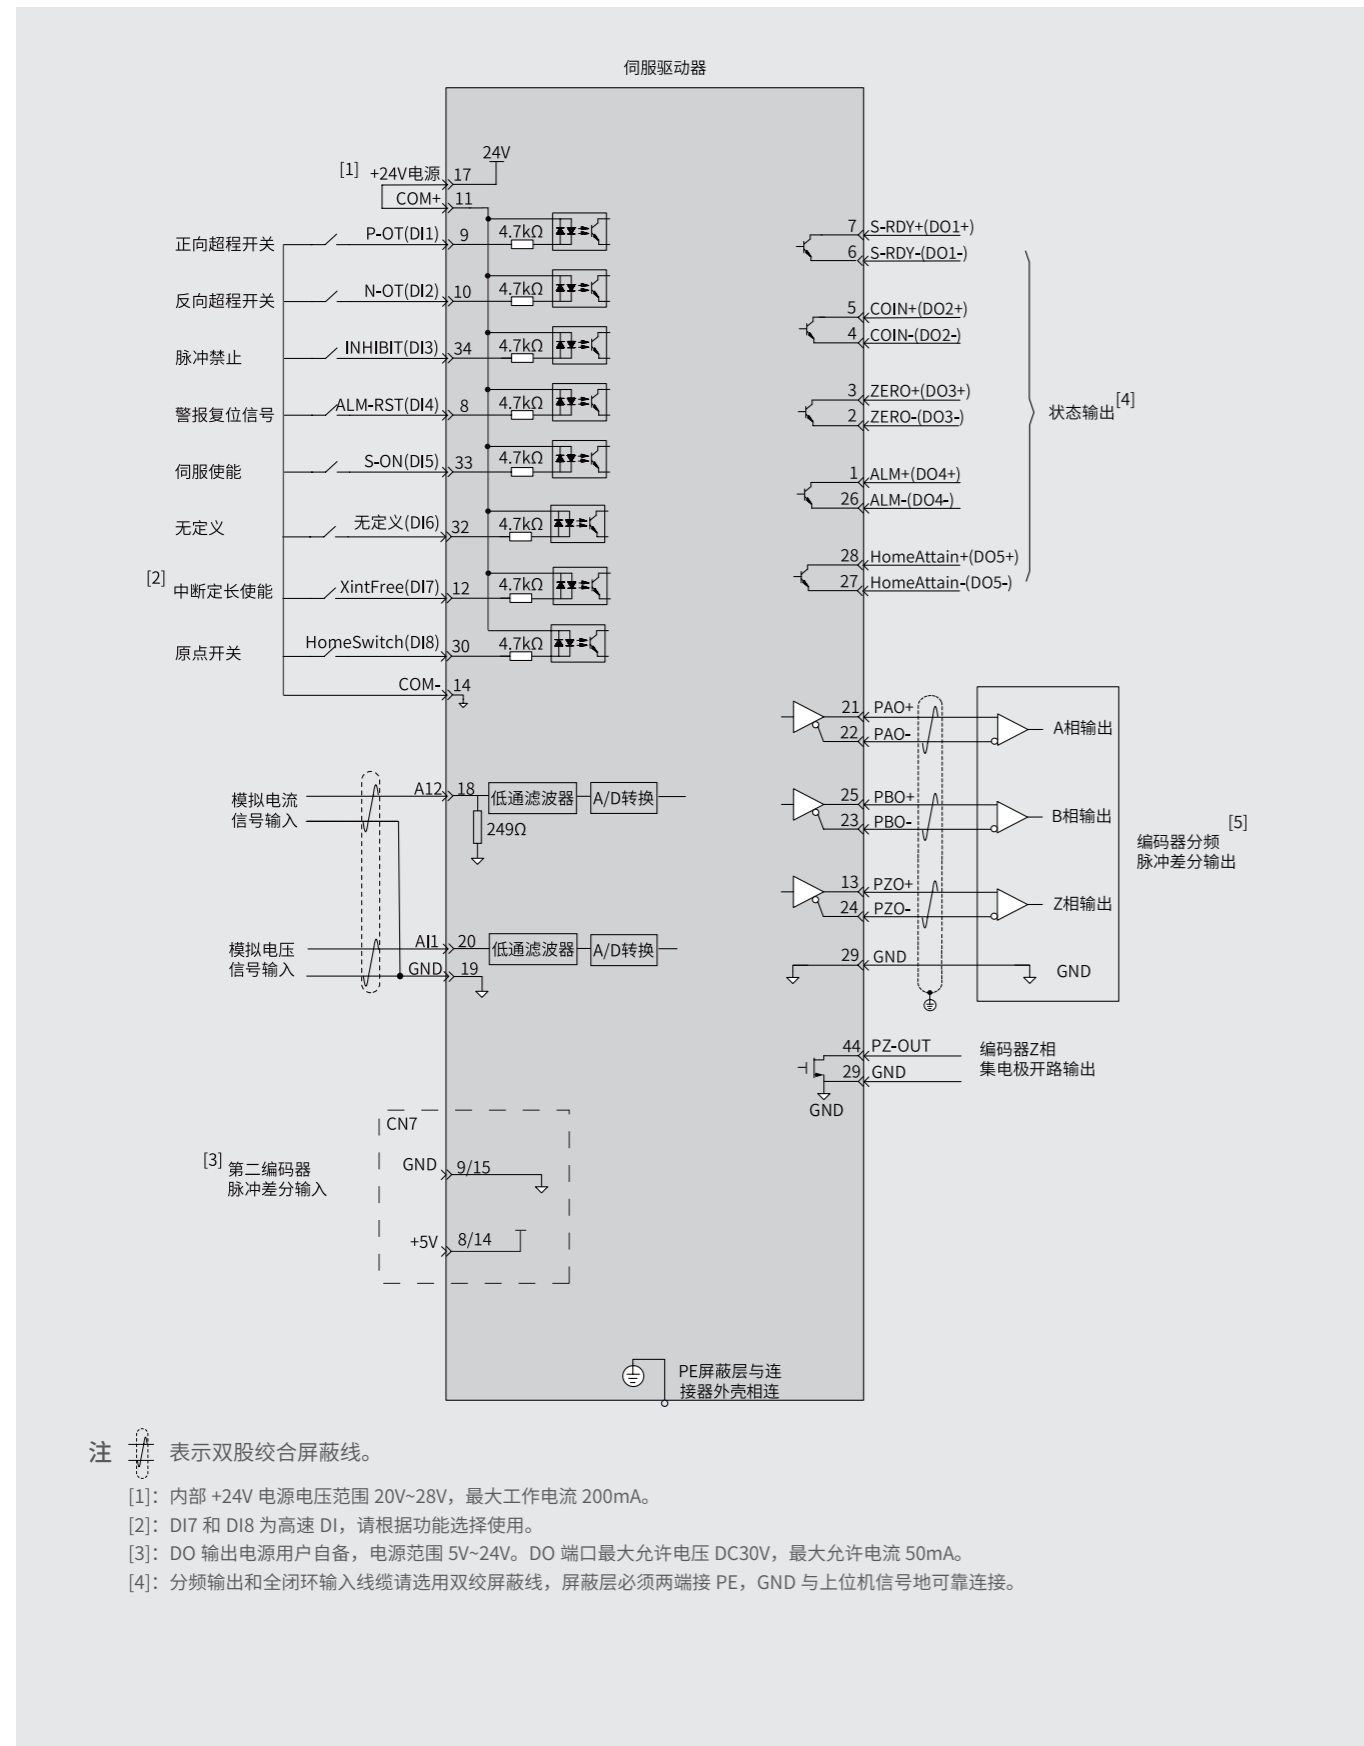 伺服驱动器
24V
[1] +24V电源 17
COM+ 11
正向超程开关 P-OT(DI1) 9 4.7kΩ
反向超程开关 N-OT(DI2) 10 4.7kΩ
脉冲禁止 INHIBIT(DI3) 34 4.7kΩ
警报复位信号 ALM-RST(DI4) 8 4.7kΩ
伺服使能 S-ON(DI5) 33 4.7kΩ
无定义 无定义(DI6) 32 4.7kΩ
[2] 中断定长使能 XintFree(DI7) 12 4.7kΩ
原点开关 HomeSwitch(DI8) 30 4.7kΩ
COM- 14
7 S-RDY+(DO1+)
6 S-RDY-(DO1-)
5 COIN+(DO2+)
4 COIN-(DO2-)
3 ZERO+(DO3+)
2 ZERO-(DO3-)
1 ALM+(DO4+)
26 ALM-(DO4-)
28 HomeAttain+(DO5+)
27 HomeAttain-(DO5-)
状态输出[4]
模拟电流
信号输入
A12 18 低通滤波器 A/D转换
249Ω
模拟电压
信号输入
AI1 20 低通滤波器 A/D转换
GND 19
21 PAO+
22 PAO-
A相输出
25 PBO+
23 PBO-
B相输出
13 PZO+
24 PZO-
Z相输出
29 GND GND
编码器分频
脉冲差分输出
[5]
44 PZ-OUT
29 GND
GND
编码器Z相
集电极开路输出
CN7
[3] 第二编码器
脉冲差分输入
GND 9/15
+5V 8/14
PE屏蔽层与连
接器外壳相连
注 表示双股绞合屏蔽线。
[1]：内部 +24V 电源电压范围 20V~28V，最大工作电流 200mA。
[2]：DI7 和 DI8 为高速 DI，请根据功能选择使用。
[3]：DO 输出电源用户自备，电源范围 5V~24V。DO 端口最大允许电压 DC30V，最大允许电流 50mA。
[4]：分频输出和全闭环输入线缆请选用双绞屏蔽线，屏蔽层必须两端接 PE，GND 与上位机信号地可靠连接。